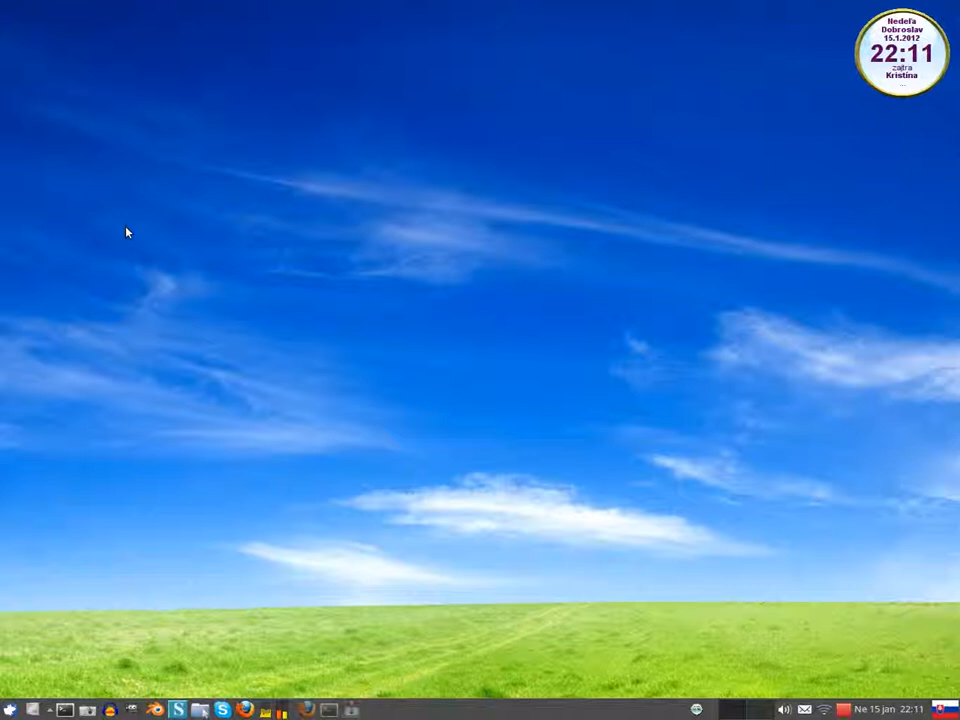 Nedeľa
Dobroslav
15.1.2012
22:11
zajtra
Kristína
...
Ne 15 jan 22:11